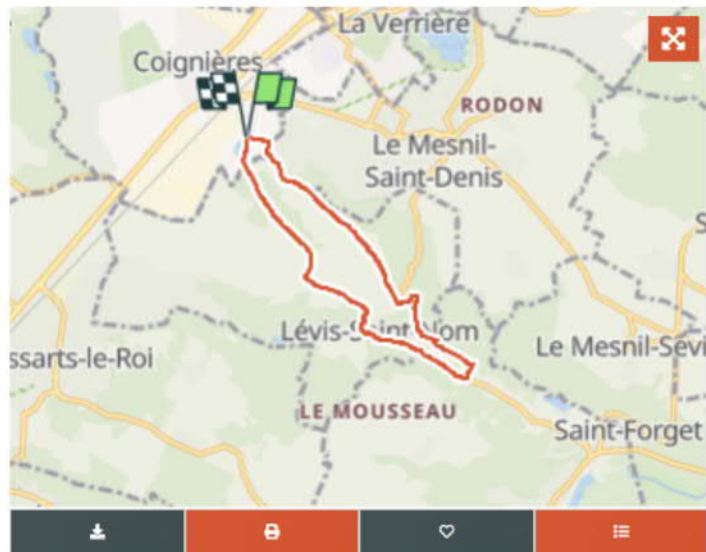 La Verrière
Coignières
RODON
Le Mesnil-
Saint-Denis
S
Lévis-Saint-Nom
ssarts-le-Roi
Le Mesnil-Sévi
LE MOUSSEAU
Saint-Forget